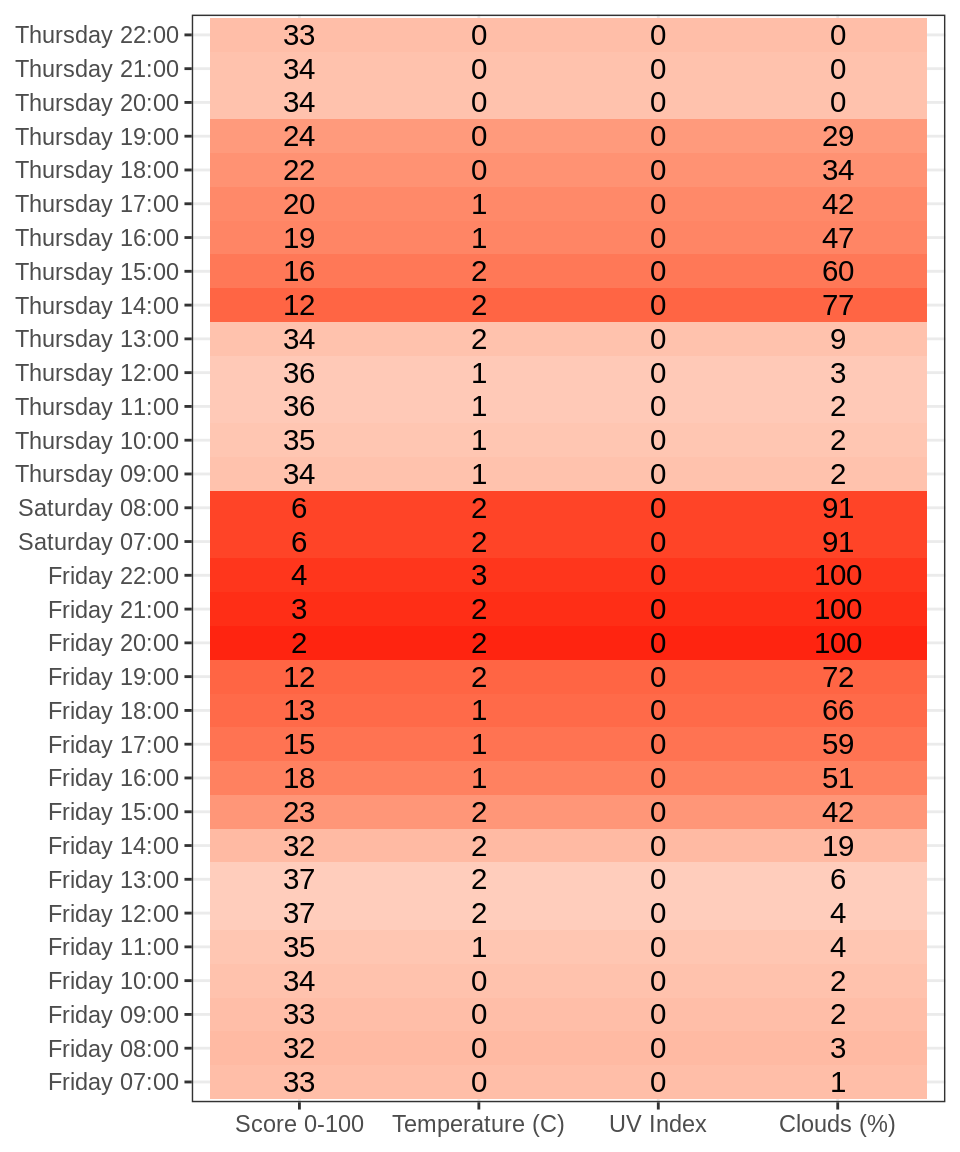 Thursday 22:00 33 0 0 0
Thursday 21:00 34 0 0 0
Thursday 20:00 34 0 0 0
Thursday 19:00 24 0 0 29
Thursday 18:00 22 0 0 34
Thursday 17:00 20 1 0 42
Thursday 16:00 19 1 0 47
Thursday 15:00 16 2 0 60
Thursday 14:00 12 2 0 77
Thursday 13:00 34 2 0 9
Thursday 12:00 36 1 0 3
Thursday 11:00 36 1 0 2
Thursday 10:00 35 1 0 2
Thursday 09:00 34 1 0 2
Saturday 08:00 6 2 0 91
Saturday 07:00 6 2 0 91
Friday 22:00 4 3 0 100
Friday 21:00 3 2 0 100
Friday 20:00 2 2 0 100
Friday 19:00 12 2 0 72
Friday 18:00 13 1 0 66
Friday 17:00 15 1 0 59
Friday 16:00 18 1 0 51
Friday 15:00 23 2 0 42
Friday 14:00 32 2 0 19
Friday 13:00 37 2 0 6
Friday 12:00 37 2 0 4
Friday 11:00 35 1 0 4
Friday 10:00 34 0 0 2
Friday 09:00 33 0 0 2
Friday 08:00 32 0 0 3
Friday 07:00 33 0 0 1
Score 0-100 Temperature (C) UV Index Clouds (%)